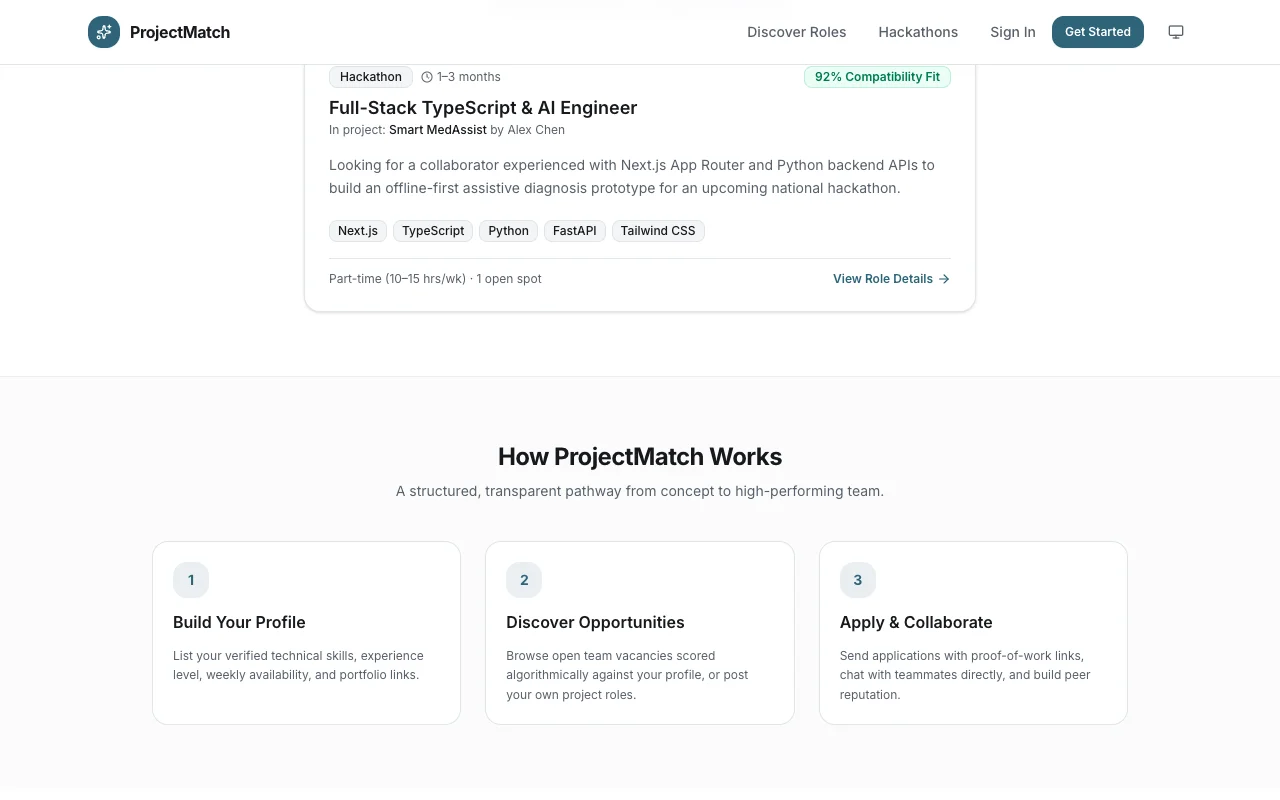 ProjectMatch
Discover Roles
Hackathons
Sign In
Get Started
Hackathon
1–3 months
92% Compatibility Fit
Full-Stack TypeScript & AI Engineer
In project: Smart MedAssist by Alex Chen
Looking for a collaborator experienced with Next.js App Router and Python backend APIs to
build an offline-first assistive diagnosis prototype for an upcoming national hackathon.
Next.js
TypeScript
Python
FastAPI
Tailwind CSS
Part-time (10–15 hrs/wk) · 1 open spot
View Role Details →
How ProjectMatch Works
A structured, transparent pathway from concept to high-performing team.
1
Build Your Profile
List your verified technical skills, experience
level, weekly availability, and portfolio links.
2
Discover Opportunities
Browse open team vacancies scored
algorithmically against your profile, or post
your own project roles.
3
Apply & Collaborate
Send applications with proof-of-work links,
chat with teammates directly, and build peer
reputation.